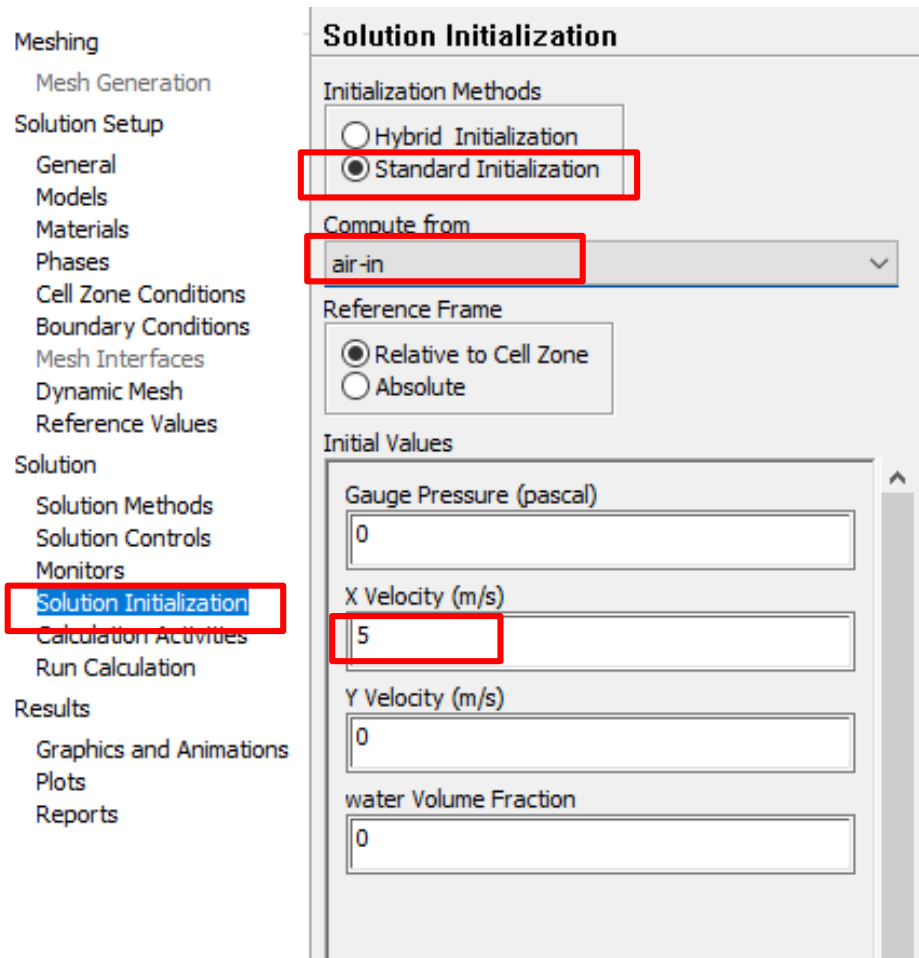 Meshing
Mesh Generation
Solution Setup
General
Models
Materials
Phases
Cell Zone Conditions
Boundary Conditions
Mesh Interfaces
Dynamic Mesh
Reference Values
Solution
Solution Methods
Solution Controls
Monitors
Solution Initialization
Calculation Activities
Run Calculation
Results
Graphics and Animations
Plots
Reports
Solution Initialization
Initialization Methods
Hybrid Initialization
Standard Initialization
Compute from
air-in
Reference Frame
Relative to Cell Zone
Absolute
Initial Values
Gauge Pressure (pascal)
0
X Velocity (m/s)
5
Y Velocity (m/s)
0
water Volume Fraction
0